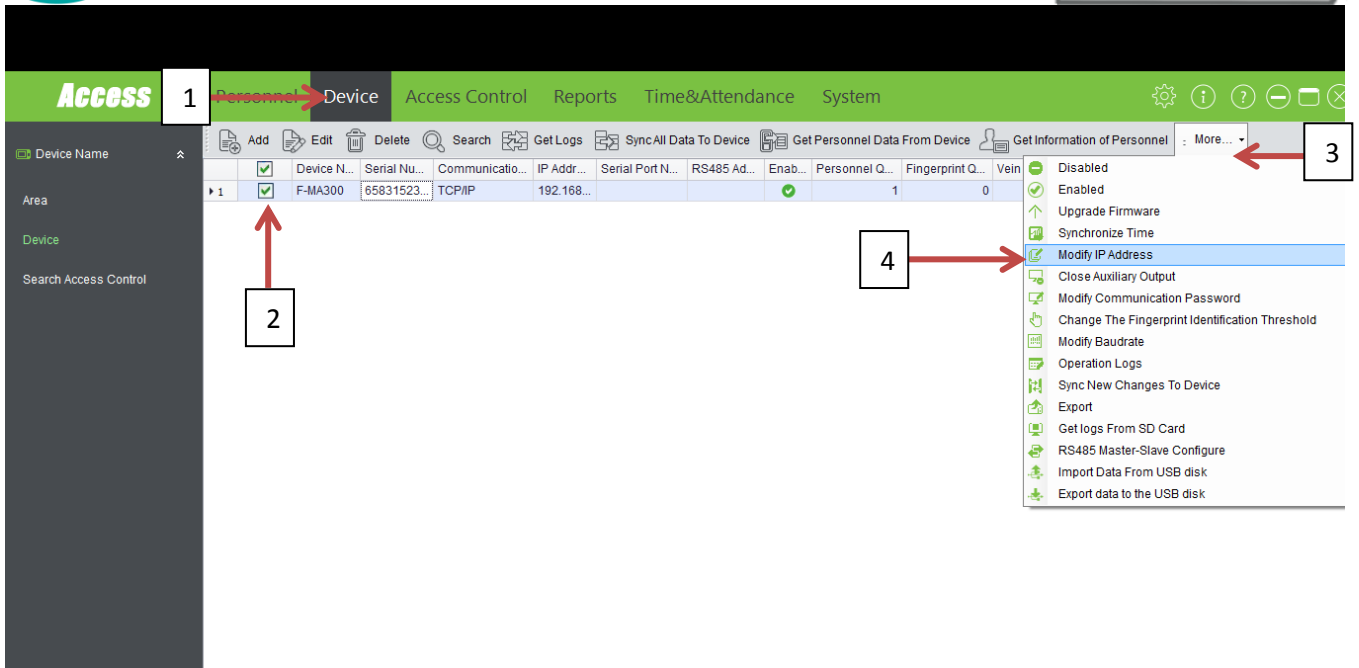 Access 1 Personnel Device Access Control Reports Time&Attendance System
Add Edit Delete Search Get Logs Sync All Data To Device Get Personnel Data From Device Get Information of Personnel : More... 3
Device Name
Device N... Serial Nu... Communicatio... IP Addr... Serial Port N... RS485 Ad... Enab... Personnel Q... Fingerprint Q... Vein
1 F-MA300 65831523... TCP/IP 192.168... 1 0
Area
Device
Search Access Control
2
4
Disabled
Enabled
Upgrade Firmware
Synchronize Time
Modify IP Address
Close Auxiliary Output
Modify Communication Password
Change The Fingerprint Identification Threshold
Modify Baudrate
Operation Logs
Sync New Changes To Device
Export
Get logs From SD Card
RS485 Master-Slave Configure
Import Data From USB disk
Export data to the USB disk